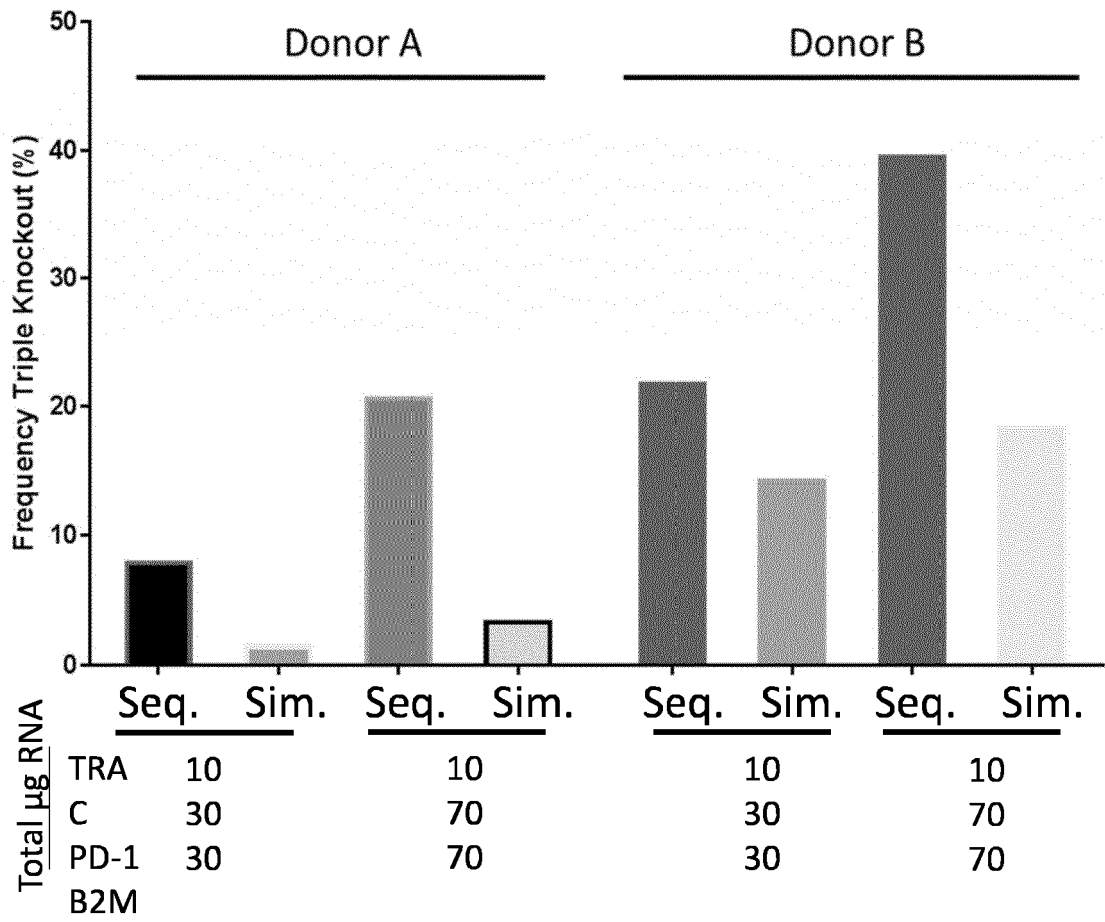 Donor A Donor B
Frequency Triple Knockout (%)
50
40
30
20
10
0
Seq. Sim. Seq. Sim. Seq. Sim. Seq. Sim.
Total µg RNA
TRA 10 10 10 10
C 30 70 30 70
PD-1 30 70 30 70
B2M